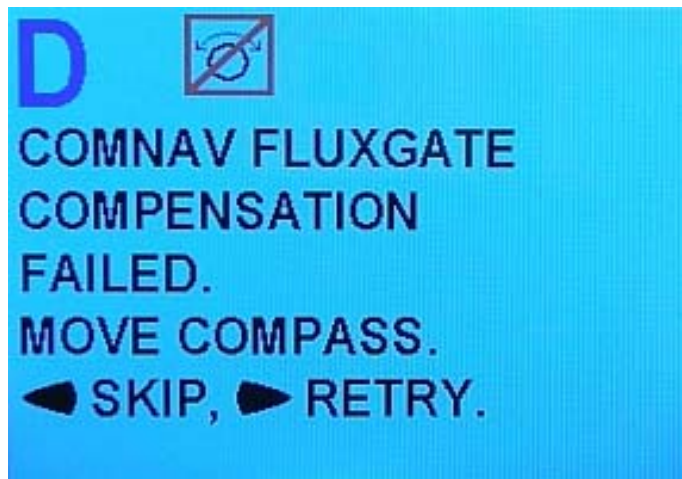 D
COMNAV FLUXGATE
COMPENSATION
FAILED.
MOVE COMPASS.
◀ SKIP, ▶ RETRY.